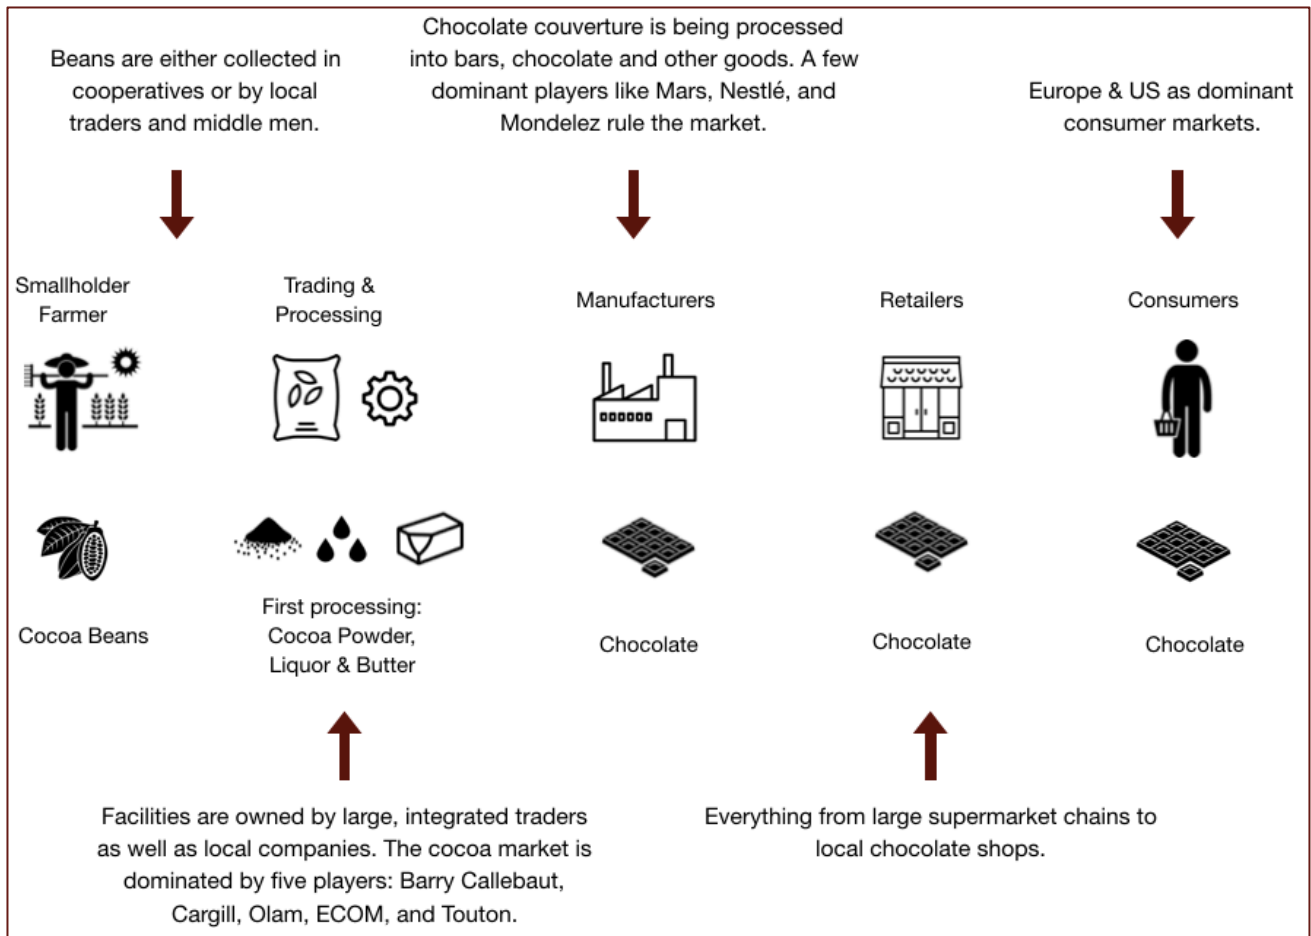 Beans are either collected in
cooperatives or by local
traders and middle men.
Chocolate couverture is being processed
into bars, chocolate and other goods. A few
dominant players like Mars, Nestlé, and
Mondelez rule the market.
Europe & US as dominant
consumer markets.
Smallholder
Farmer
Trading &
Processing
Manufacturers
Retailers
Consumers
Cocoa Beans
First processing:
Cocoa Powder,
Liquor & Butter
Chocolate
Chocolate
Chocolate
Facilities are owned by large, integrated traders
as well as local companies. The cocoa market is
dominated by five players: Barry Callebaut,
Cargill, Olam, ECOM, and Touton.
Everything from large supermarket chains to
local chocolate shops.